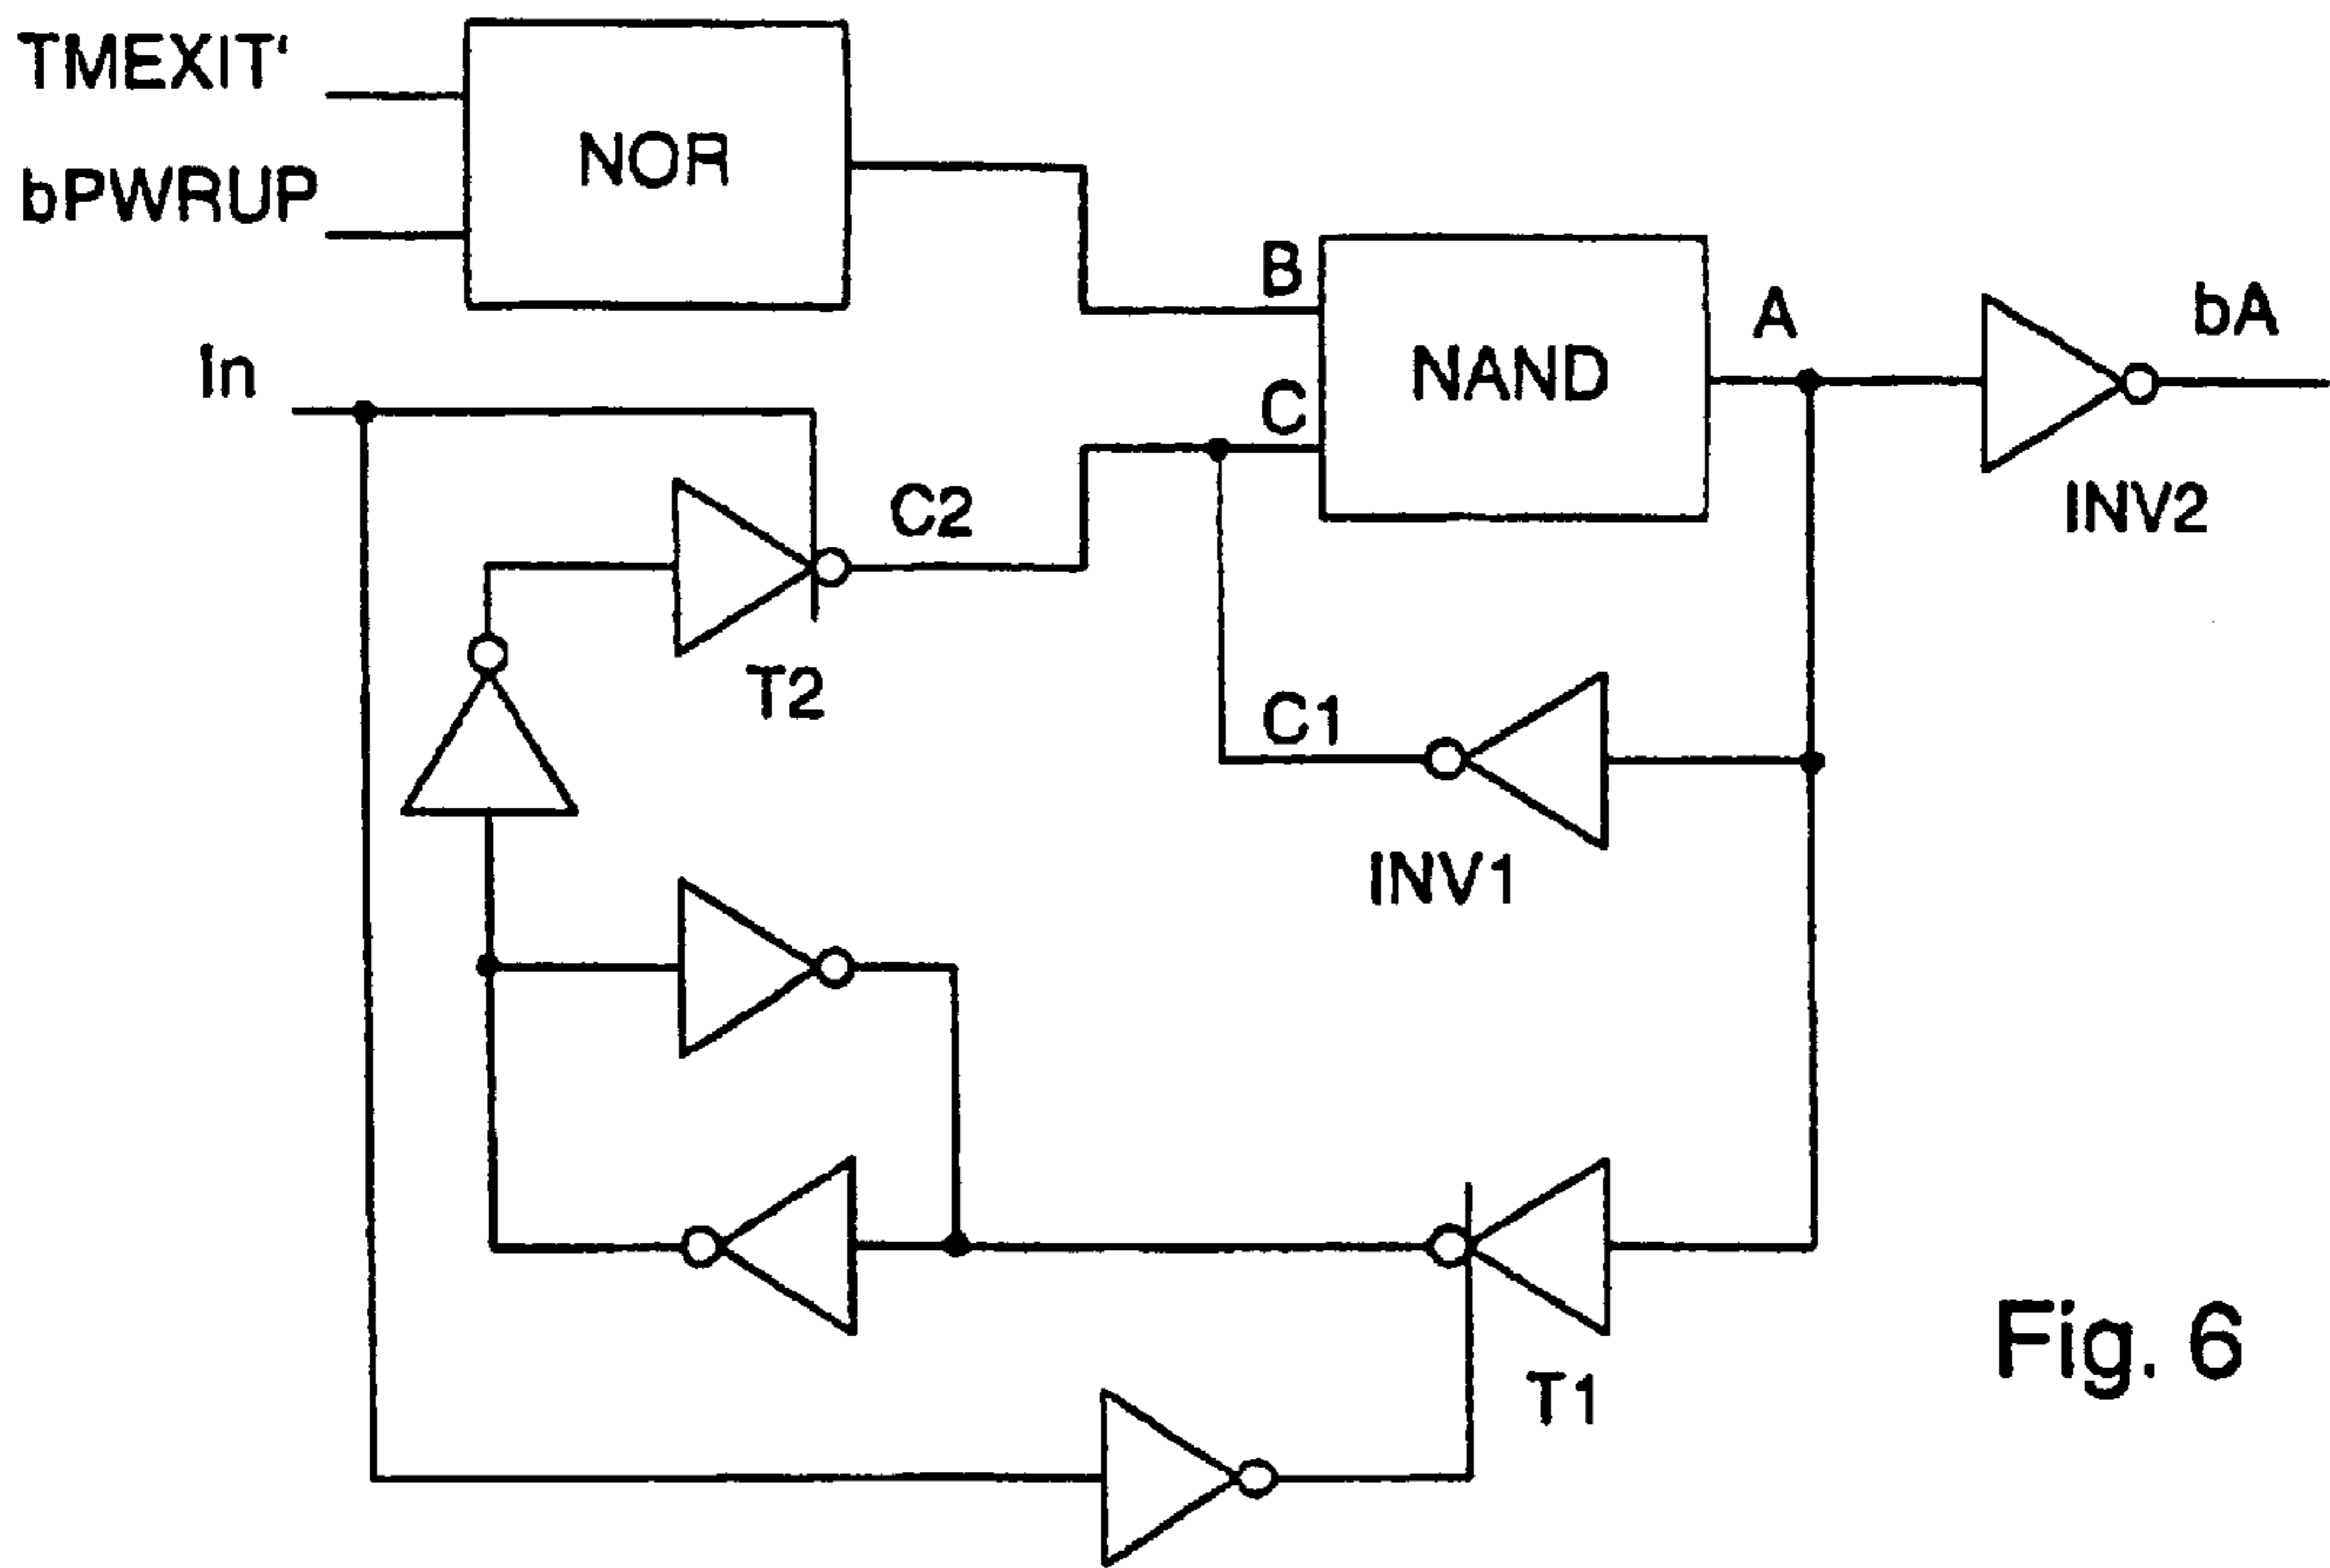 TMEXIT'
bPWRUP
NOR
B
A
bA
In
C
NAND
INV2
C2
T2
C1
INV1
T1
Fig. 6